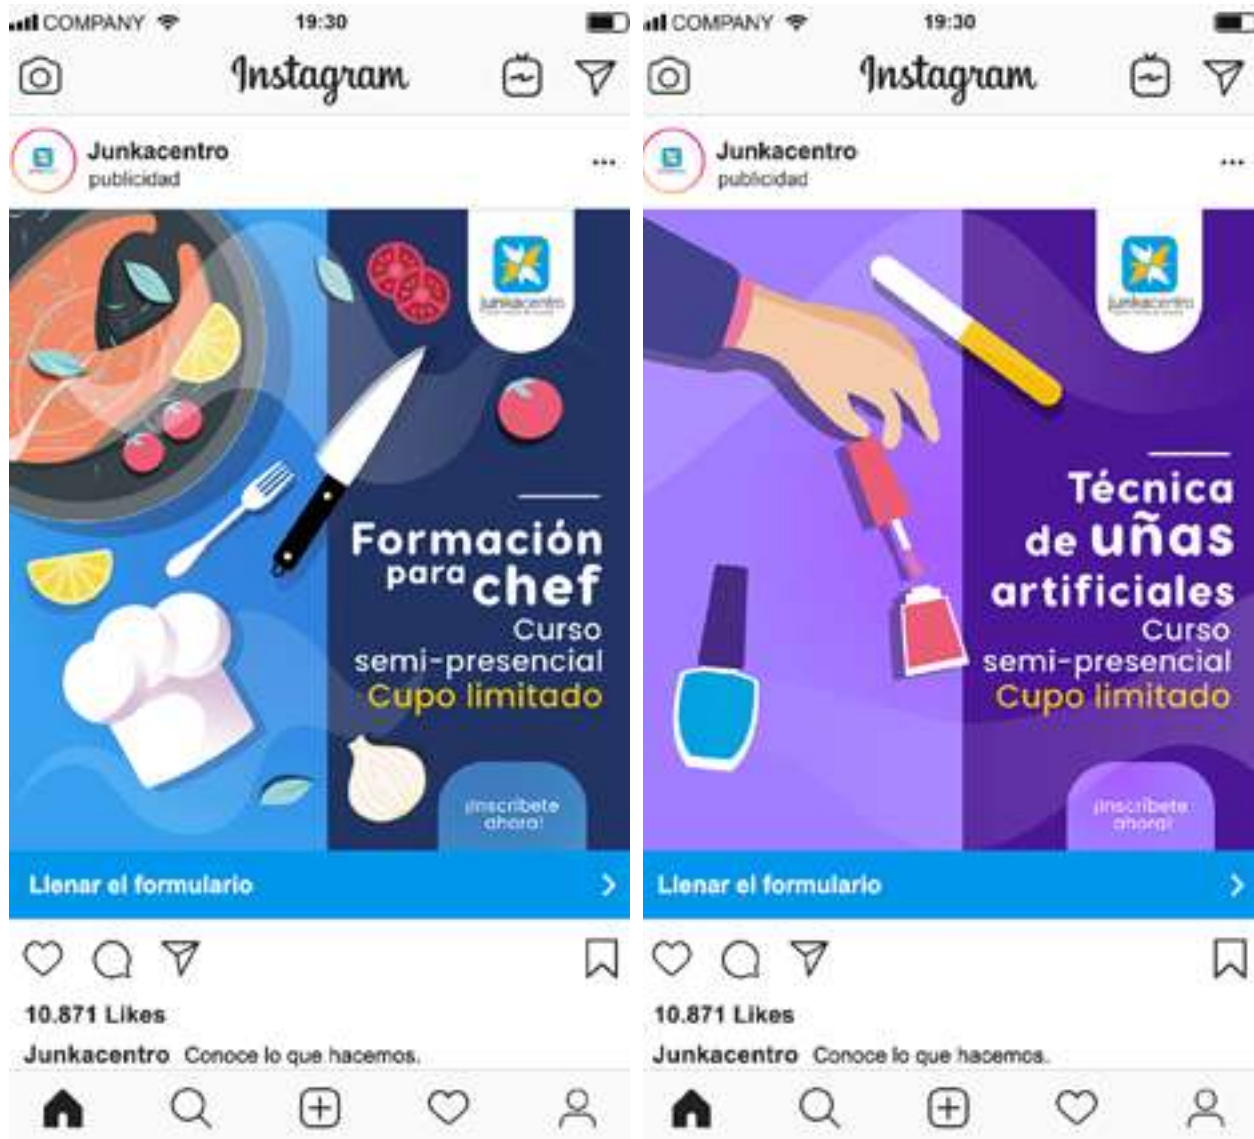 COMPANY 19:30
Instagram
Junkacentro
publicidad
Junkacentro
Formación
para chef
Curso
semi-presencial
Cupo limitado
¡Inscríbete
ahora!
Llenar el formulario
10.871 Likes
Junkacentro Conoce lo que hacemos.
COMPANY 19:30
Instagram
Junkacentro
publicidad
Junkacentro
Técnica
de uñas
artificiales
Curso
semi-presencial
Cupo limitado
¡Inscríbete
ahora!
Llenar el formulario
10.871 Likes
Junkacentro Conoce lo que hacemos.